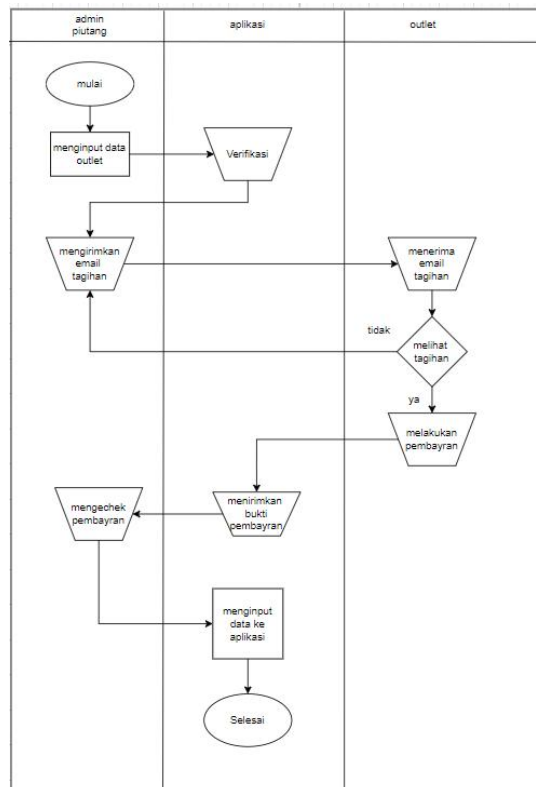 admin
piutang
aplikasi
outlet
mulai
menginput data
outlet
Verifikasi
mengirimkan
email
tagihan
menerima
email
tagihan
tidak
melihat
tagihan
ya
melakukan
pembayran
menirimkan
bukti
pembayran
mengechek
pembayran
menginput
data ke
aplikasi
Selesai